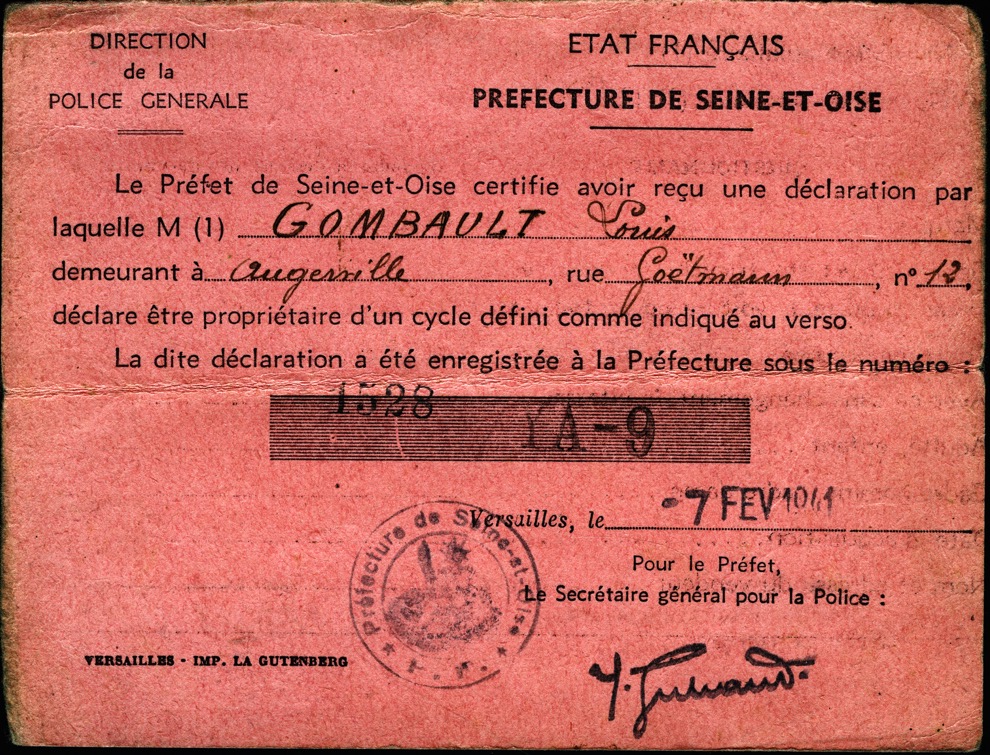 DIRECTION
de la
POLICE GENERALE
ETAT FRANÇAIS
PREFECTURE DE SEINE-ET-OISE
Le Préfet de Seine-et-Oise certifie avoir reçu une déclaration par
laquelle M (1) GOMBAULT Louis
demeurant à Angerville, rue Goëtmann, n° 12,
déclare être propriétaire d'un cycle défini comme indiqué au verso.
La dite déclaration a été enregistrée à la Préfecture sous le numéro :
1528 YA-9
Versailles, le -7 FEV 1941
Préfecture de Seine-et-Oise
Pour le Préfet,
Le Secrétaire général pour la Police :
VERSAILLES - IMP. LA GUTENBERG